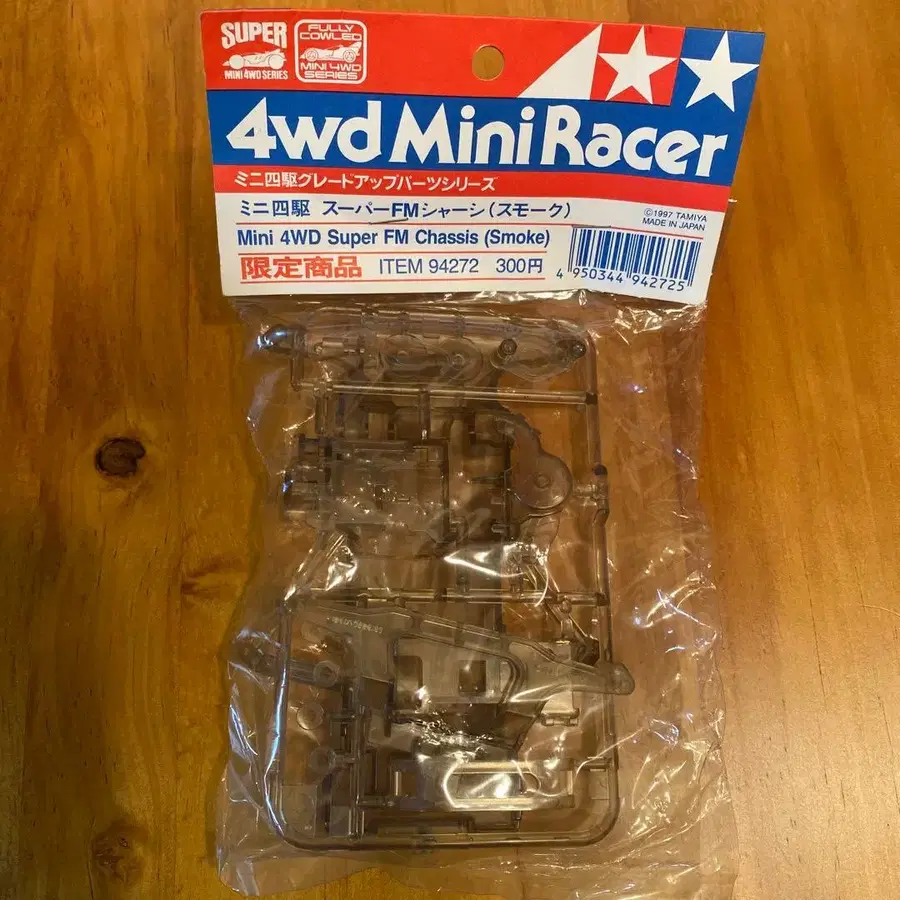 SUPER
MINI 4WD SERIES
FULLY
COWLED
MINI 4WD
SERIES
4wd Mini Racer
ミニ四駆グレードアップパーツシリーズ
ミニ四駆 スーパーFMシャーシ(スモーク)
©1997 TAMIYA
MADE IN JAPAN
Mini 4WD Super FM Chassis (Smoke)
限定商品 ITEM 94272 300円
4 950344 942725